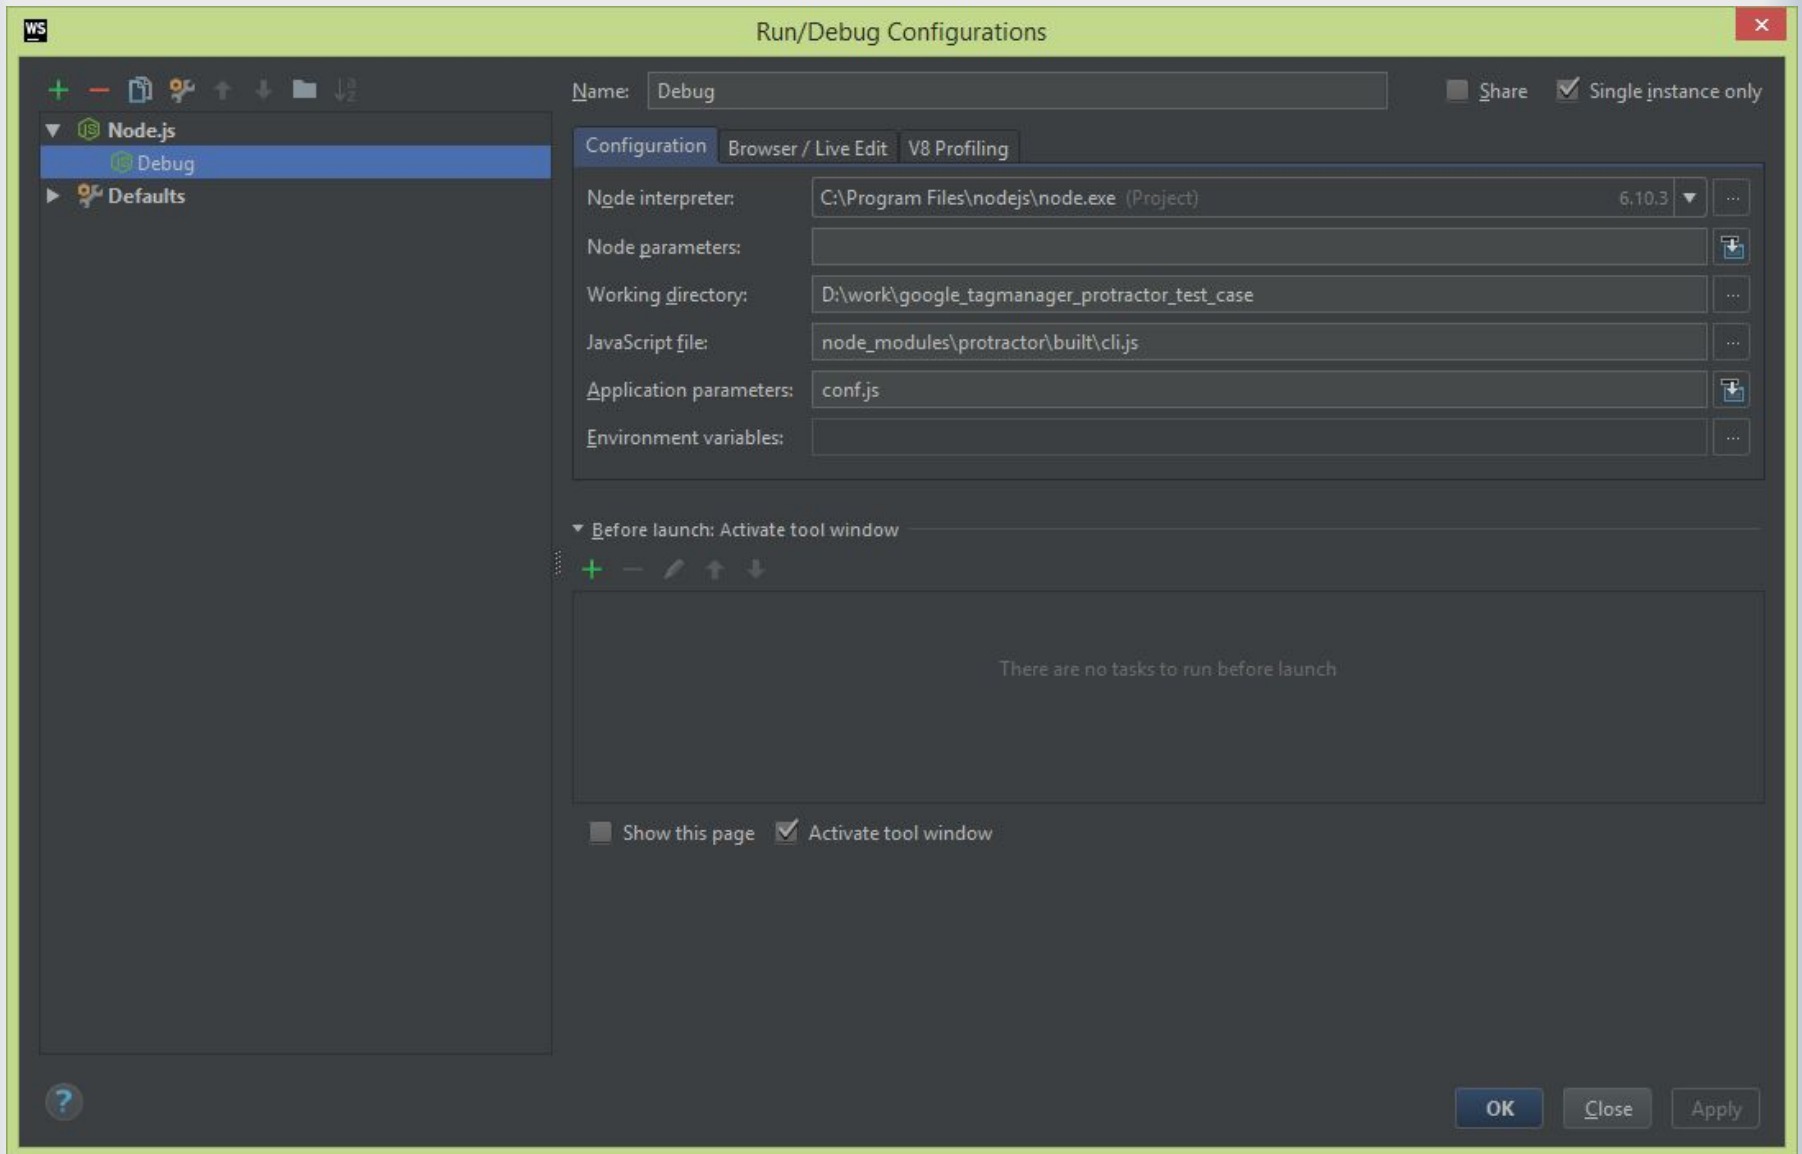 WS
Run/Debug Configurations
Name: Debug
Share
Single instance only
Node.js
Debug
Defaults
Configuration
Browser / Live Edit
V8 Profiling
Node interpreter: C:\Program Files\nodejs\node.exe (Project) 6.10.3 ...
Node parameters:
Working directory: D:\work\google_tagmanager_protractor_test_case ...
JavaScript file: node_modules\protractor\built\cli.js ...
Application parameters: conf.js
Environment variables: ...
Before launch: Activate tool window
There are no tasks to run before launch
Show this page
Activate tool window
?
OK
Close
Apply